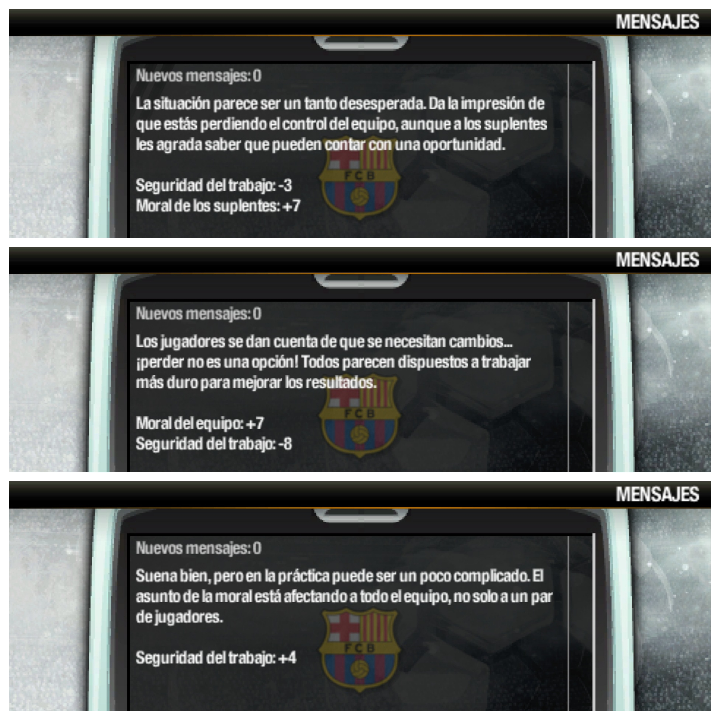 MENSAJES
Nuevos mensajes: 0
La situación parece ser un tanto desesperada. Da la impresión de
que estás perdiendo el control del equipo, aunque a los suplentes
les agrada saber que pueden contar con una oportunidad.
Seguridad del trabajo: -3
Moral de los suplentes: +7
FCB
MENSAJES
Nuevos mensajes: 0
Los jugadores se dan cuenta de que se necesitan cambios...
¡perder no es una opción! Todos parecen dispuestos a trabajar
más duro para mejorar los resultados.
FCB
Moral del equipo: +7
Seguridad del trabajo: -8
MENSAJES
Nuevos mensajes: 0
Suena bien, pero en la práctica puede ser un poco complicado. El
asunto de la moral está afectando a todo el equipo, no solo a un par
de jugadores.
FCB
Seguridad del trabajo: +4